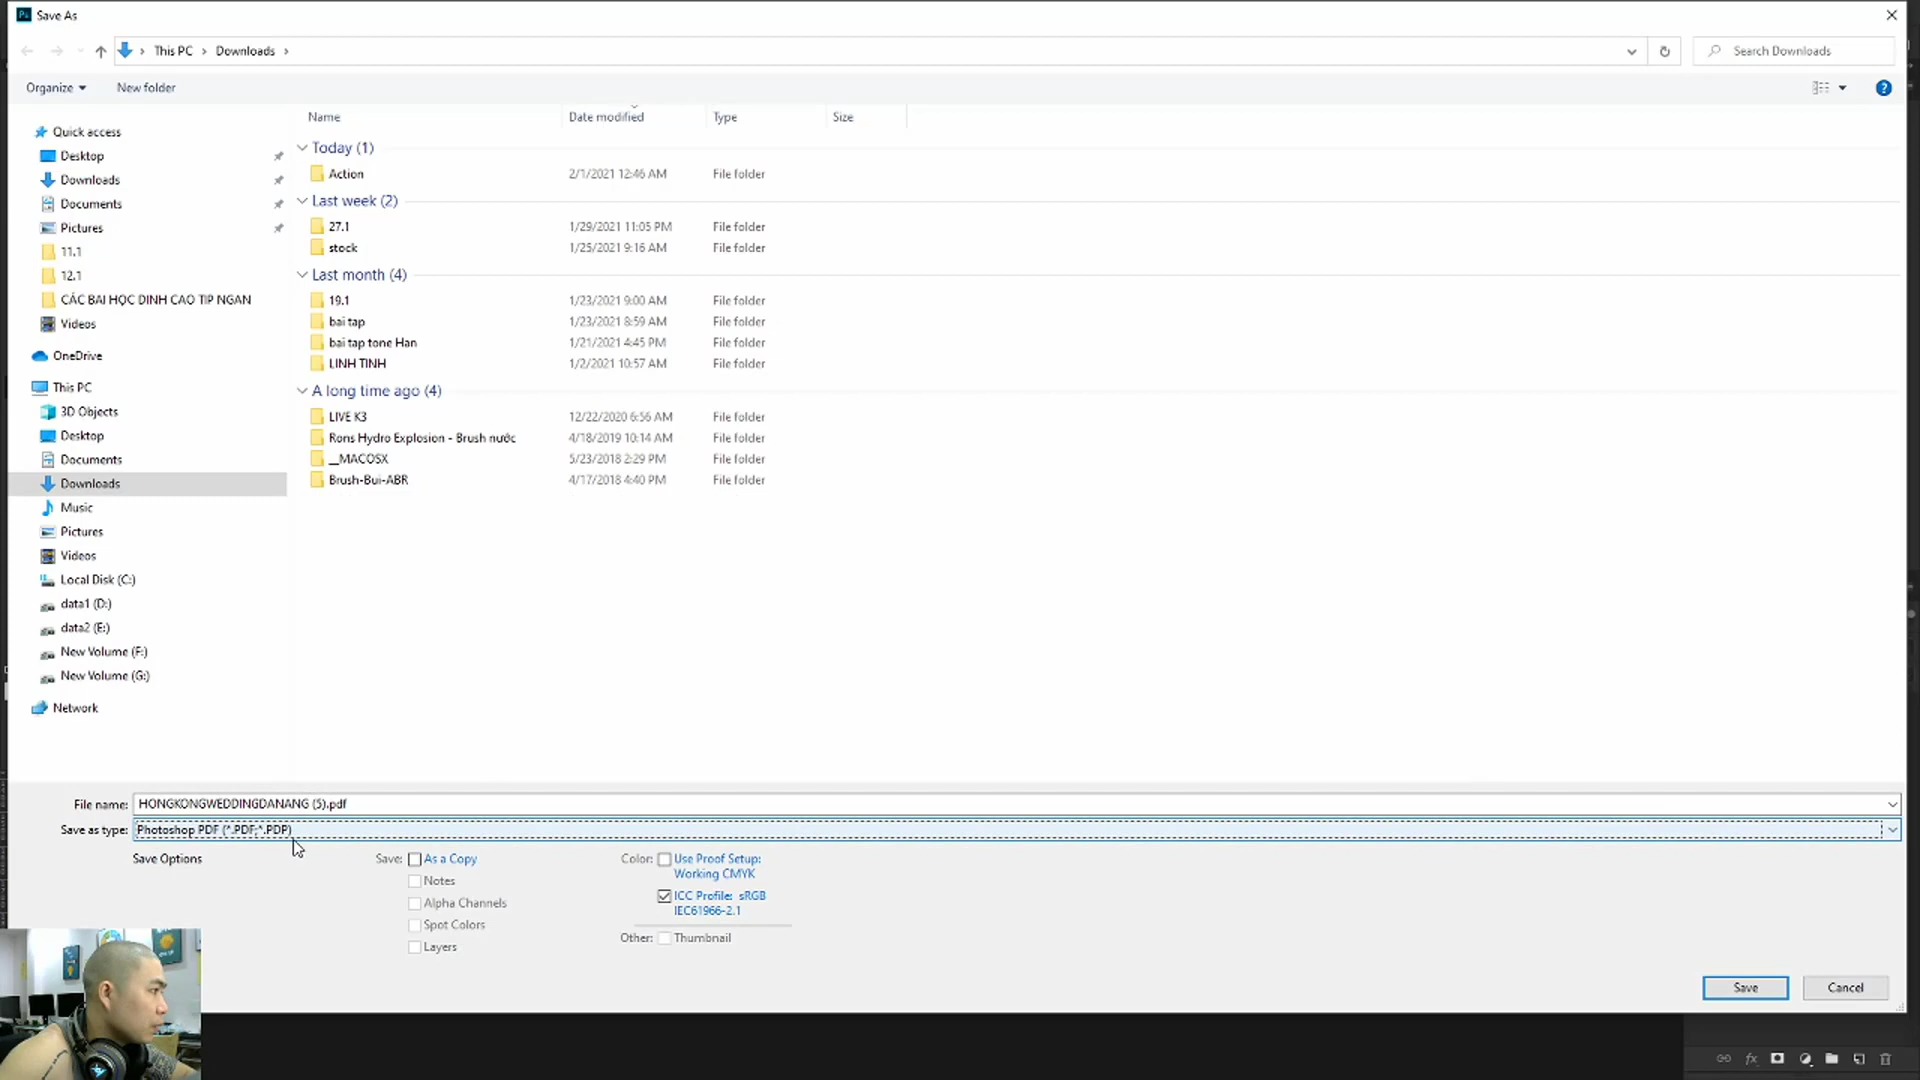 Save As
This PC > Downloads >
Search Downloads
Organize
New folder
Name
Date modified
Type
Size
Quick access
Desktop
Downloads
Documents
Pictures
11.1
12.1
CÁC BAI HỌC DINH CAO TIP NGAN
Videos
OneDrive
This PC
3D Objects
Desktop
Documents
Downloads
Music
Pictures
Videos
Local Disk (C:)
data1 (D:)
data2 (E:)
New Volume (F:)
New Volume (G:)
Network
Today (1)
Action 2/1/2021 12:46 AM File folder
Last week (2)
27.1 1/29/2021 11:05 PM File folder
stock 1/25/2021 9:16 AM File folder
Last month (4)
19.1 1/23/2021 9:00 AM File folder
bai tap 1/23/2021 8:59 AM File folder
bai tap tone Han 1/21/2021 4:45 PM File folder
LINH TINH 1/2/2021 10:57 AM File folder
A long time ago (4)
LIVE K3 12/22/2020 6:56 AM File folder
Rons Hydro Explosion - Brush nước 4/18/2019 10:14 AM File folder
__MACOSX 5/23/2018 2:29 PM File folder
Brush-Bui-ABR 4/17/2018 4:40 PM File folder
File name: HONGKONGWEDDINGDANANG (5).pdf
Save as type: Photoshop PDF (*.PDF;*.PDP)
Save Options
Save: As a Copy
Notes
Alpha Channels
Spot Colors
Layers
Color: Use Proof Setup:
Working CMYK
ICC Profile: sRGB
IEC61966-2.1
Other: Thumbnail
Save
Cancel